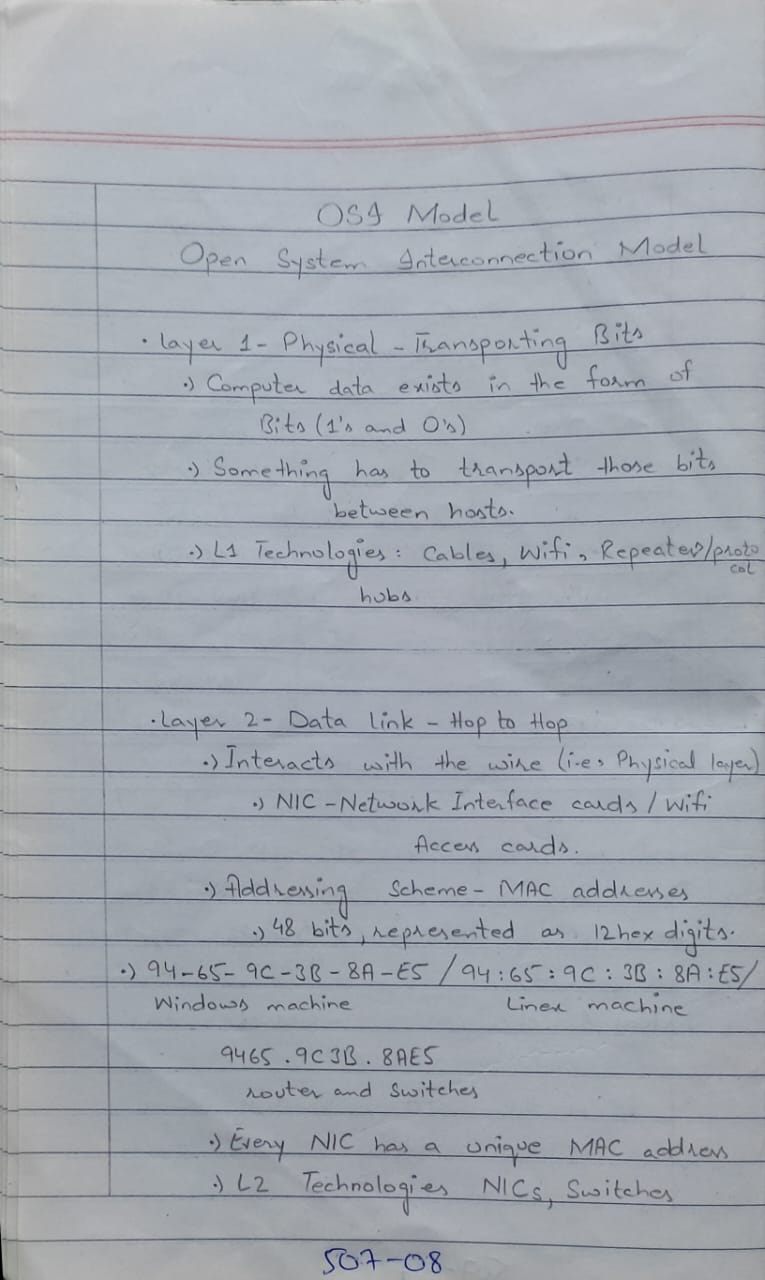 OSI Model
Open System Interconnection Model
. Layer 1 - Physical - Transporting Bits
.) Computer data exists in the form of
Bits (1's and 0's)
.) Something has to transport those bits
between hosts.
.) L1 Technologies: Cables, Wifi, Repeater/proto
col
hubs
. Layer 2 - Data link - Hop to Hop
.) Interacts with the wire (i.e, Physical layer)
.) NIC - Network Interface cards / Wifi
Access cards.
.) Addressing Scheme - MAC addresses
.) 48 bits, represented as 12 hex digits.
.) 94-65-9C-3B-8A-E5 / 94:65:9C:3B:8A:E5/
Windows machine Linex machine
9465.9C3B.8AE5
router and Switches
.) Every NIC has a unique MAC address
.) L2 Technologies NICs, Switches
507-08